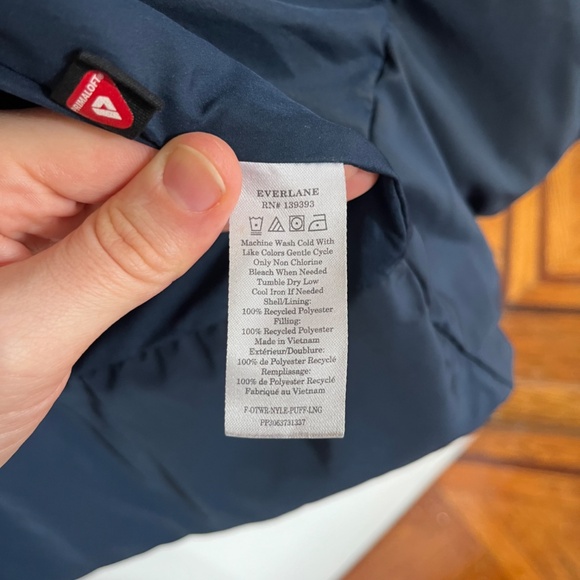 PRIMALOFT
EVERLANE
RN# 139393
Machine Wash Cold With
Like Colors Gentle Cycle
Only Non Chlorine
Bleach When Needed
Tumble Dry Low
Cool Iron If Needed
Shell/Lining:
100% Recycled Polyester
Filling:
100% Recycled Polyester
Made in Vietnam
Extérieur/Doublure:
100% de Polyester Recyclé
Remplissage:
100% de Polyester Recyclé
Fabriqué au Vietnam
F-OTWR-NYLE-PUFF-LNG
PP2063731337